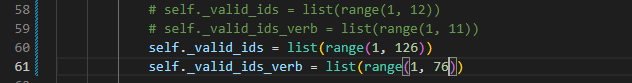 58 # self._valid_ids = list(range(1, 12))
59 # self._valid_ids_verb = list(range(1, 11))
60 self._valid_ids = list(range(1, 126))
61 self._valid_ids_verb = list(range(1, 76))